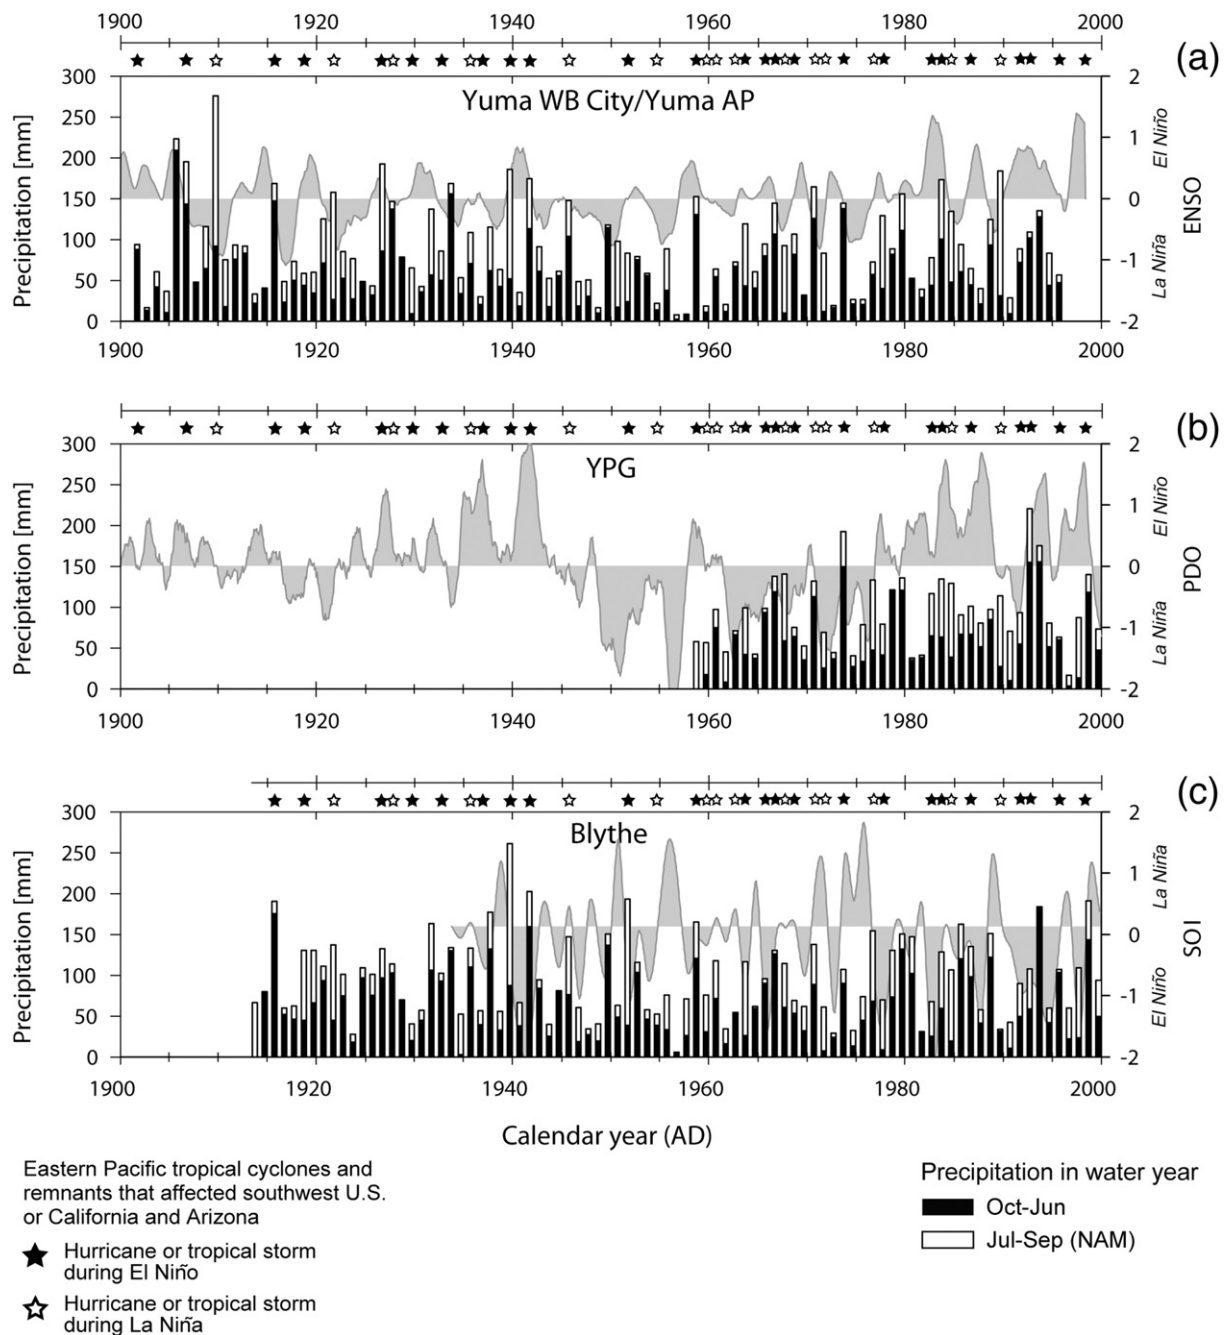 1900 1920 1940 1960 1980 2000
(a)
Yuma WB City/Yuma AP
Precipitation [mm]
300
250
200
150
100
50
0
2
1
0
-1
-2
El Niño
La Niña
ENSO
1900 1920 1940 1960 1980 2000
(b)
YPG
Precipitation [mm]
300
250
200
150
100
50
0
2
1
0
-1
-2
El Niño
La Niña
PDO
1900 1920 1940 1960 1980 2000
(c)
Blythe
Precipitation [mm]
300
250
200
150
100
50
0
2
1
0
-1
-2
La Niña
El Niño
SOI
1900 1920 1940 1960 1980 2000
Calendar year (AD)
Eastern Pacific tropical cyclones and
remnants that affected southwest U.S.
or California and Arizona
Hurricane or tropical storm
during El Niño
Hurricane or tropical storm
during La Niña
Precipitation in water year
Oct-Jun
Jul-Sep (NAM)